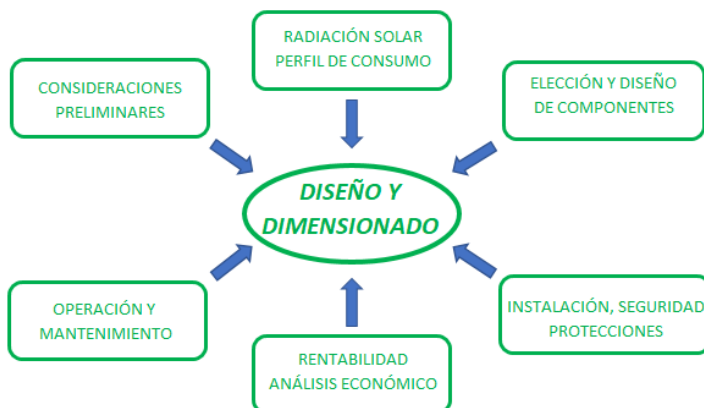 RADIACIÓN SOLAR
PERFIL DE CONSUMO
CONSIDERACIONES
PRELIMINARES
ELECCIÓN Y DISEÑO
DE COMPONENTES
DISEÑO Y
DIMENSIONADO
OPERACIÓN Y
MANTENIMIENTO
INSTALACIÓN, SEGURIDAD
PROTECCIONES
RENTABILIDAD
ANÁLISIS ECONÓMICO